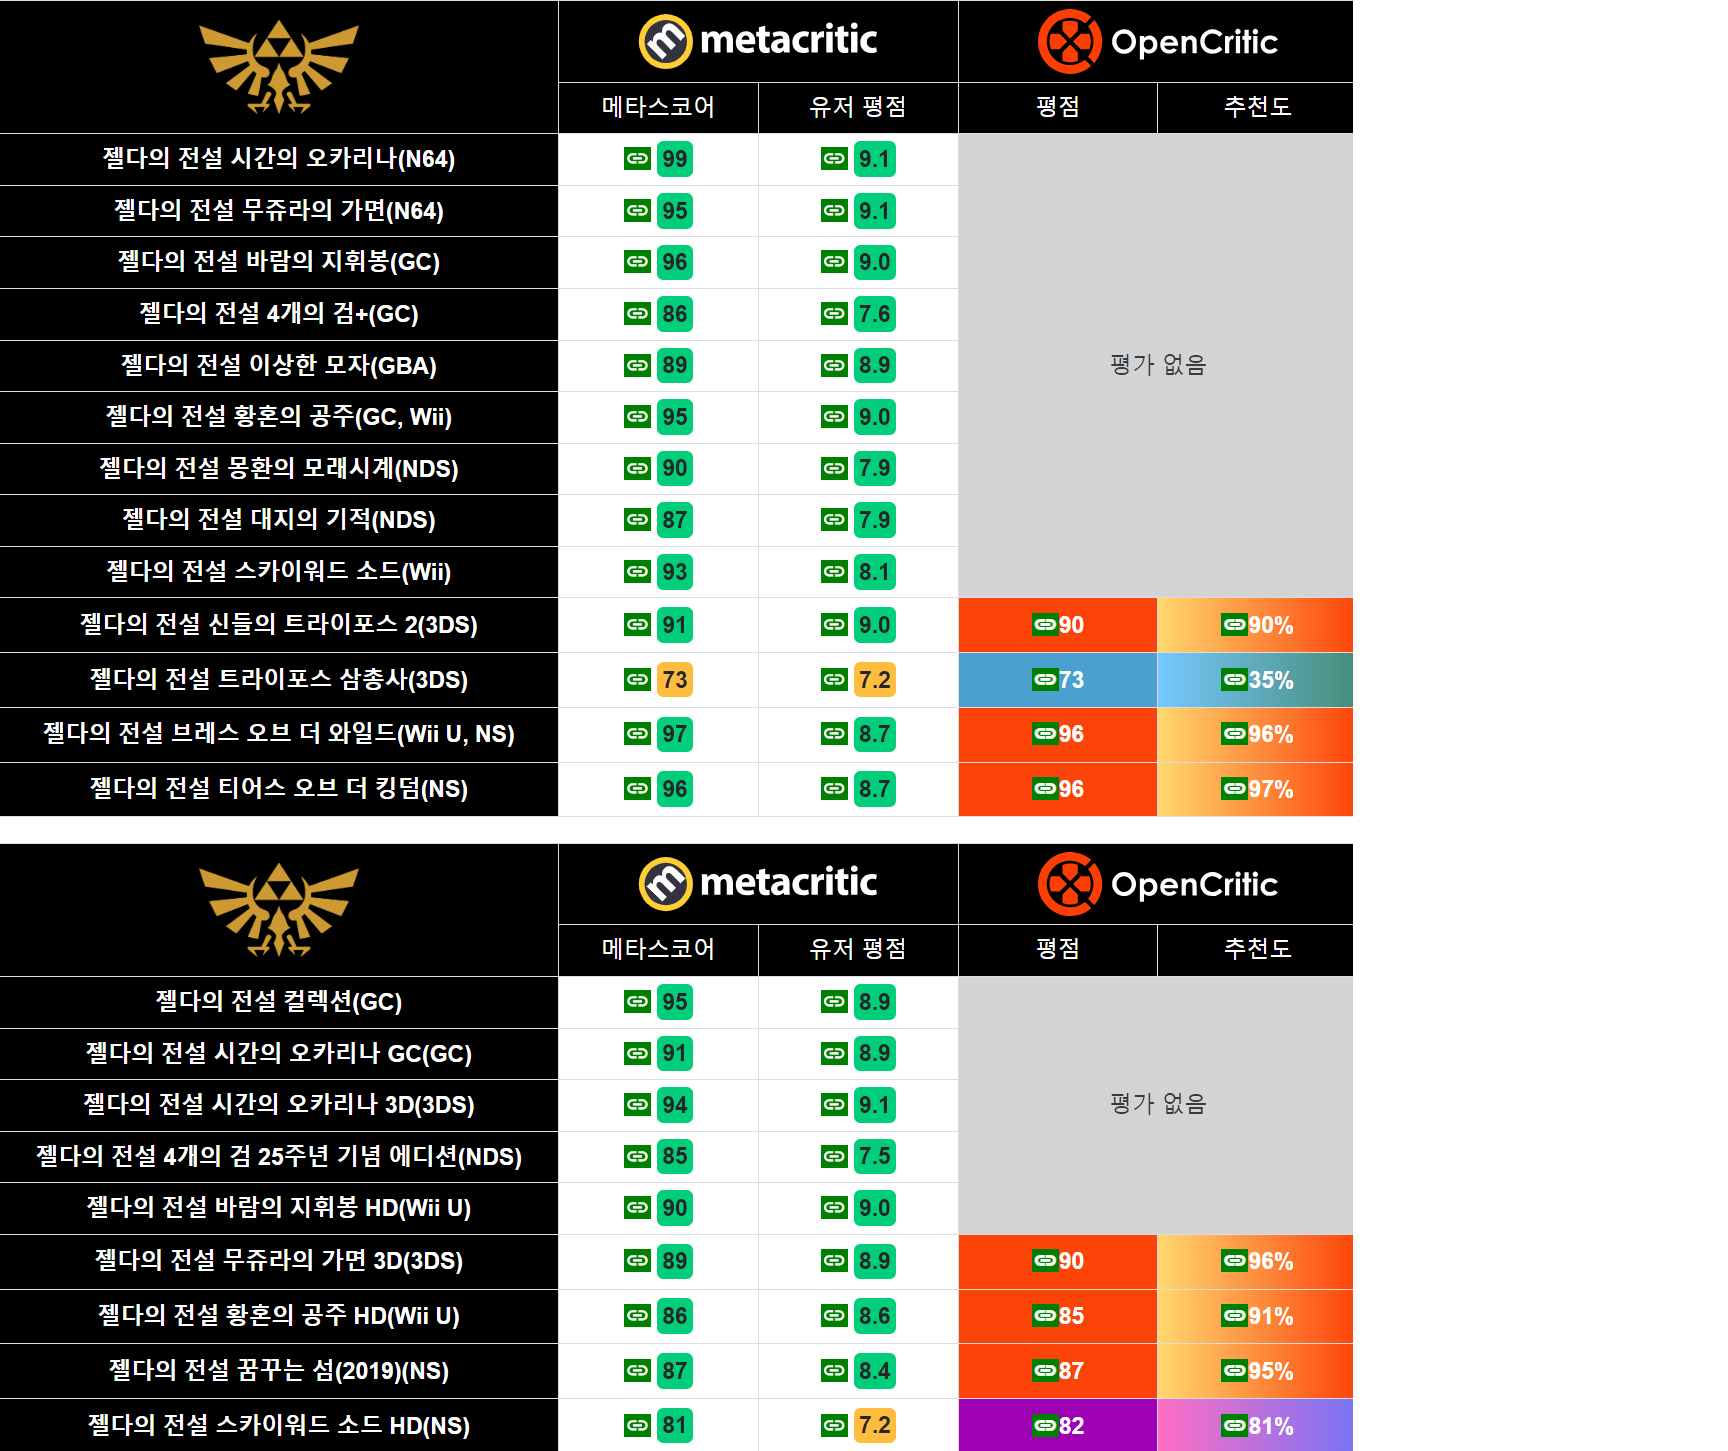 metacritic OpenCritic
메타스코어 유저 평점 평점 추천도
젤다의 전설 시간의 오카리나(N64) 99 9.1
젤다의 전설 무쥬라의 가면(N64) 95 9.1
젤다의 전설 바람의 지휘봉(GC) 96 9.0
젤다의 전설 4개의 검+(GC) 86 7.6
젤다의 전설 이상한 모자(GBA) 89 8.9 평가 없음
젤다의 전설 황혼의 공주(GC, Wii) 95 9.0
젤다의 전설 몽환의 모래시계(NDS) 90 7.9
젤다의 전설 대지의 기적(NDS) 87 7.9
젤다의 전설 스카이워드 소드(Wii) 93 8.1
젤다의 전설 신들의 트라이포스 2(3DS) 91 9.0 90 90%
젤다의 전설 트라이포스 삼총사(3DS) 73 7.2 73 35%
젤다의 전설 브레스 오브 더 와일드(Wii U, NS) 97 8.7 96 96%
젤다의 전설 티어스 오브 더 킹덤(NS) 96 8.7 96 97%
metacritic OpenCritic
메타스코어 유저 평점 평점 추천도
젤다의 전설 컬렉션(GC) 95 8.9
젤다의 전설 시간의 오카리나 GC(GC) 91 8.9
젤다의 전설 시간의 오카리나 3D(3DS) 94 9.1 평가 없음
젤다의 전설 4개의 검 25주년 기념 에디션(NDS) 85 7.5
젤다의 전설 바람의 지휘봉 HD(Wii U) 90 9.0
젤다의 전설 무쥬라의 가면 3D(3DS) 89 8.9 90 96%
젤다의 전설 황혼의 공주 HD(Wii U) 86 8.6 85 91%
젤다의 전설 꿈꾸는 섬(2019)(NS) 87 8.4 87 95%
젤다의 전설 스카이워드 소드 HD(NS) 81 7.2 82 81%